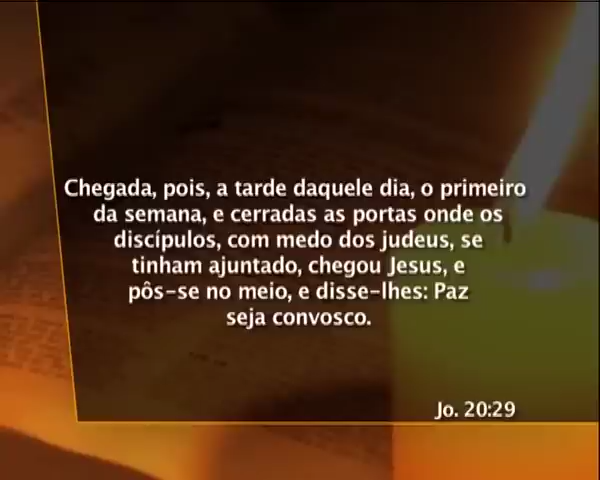 Chegada, pois, a tarde daquele dia, o primeiro
da semana, e cerradas as portas onde os
discípulos, com medo dos judeus, se
tinham ajuntado, chegou Jesus, e
pôs-se no meio, e disse-lhes: Paz
seja convosco.
Jo. 20:29